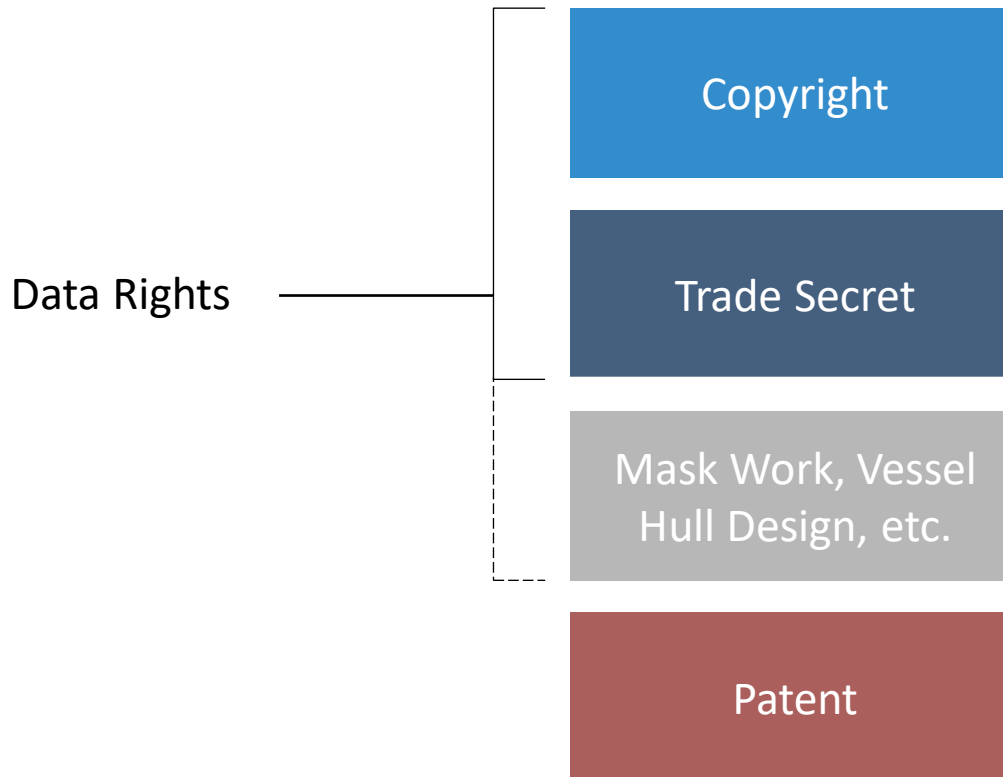 Copyright
Data Rights
Trade Secret
Mask Work, Vessel
Hull Design, etc.
Patent